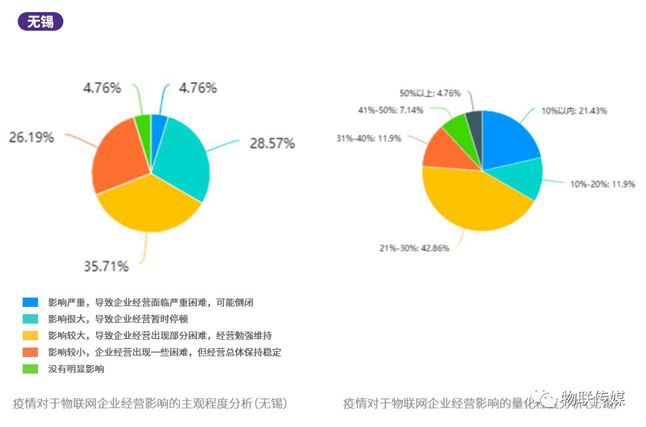 无锡
4.76%
4.76%
26.19%
28.57%
35.71%
50%以上: 4.76%
41%-50%: 7.14%
10%以内: 21.43%
31%-40%: 11.9%
10%-20%: 11.9%
21%-30%: 42.86%
影响严重，导致企业经营面临严重困难，可能倒闭
影响很大，导致企业经营暂时停顿
影响较大，导致企业经营出现部分困难，经营勉强维持
影响较小，企业经营出现一些困难，但经营总体保持稳定
没有明显影响
疫情对于物联网企业经营影响的主观程度分析(无锡)
疫情对于物联网企业经营影响的量化程度分析(无锡)
物联传媒